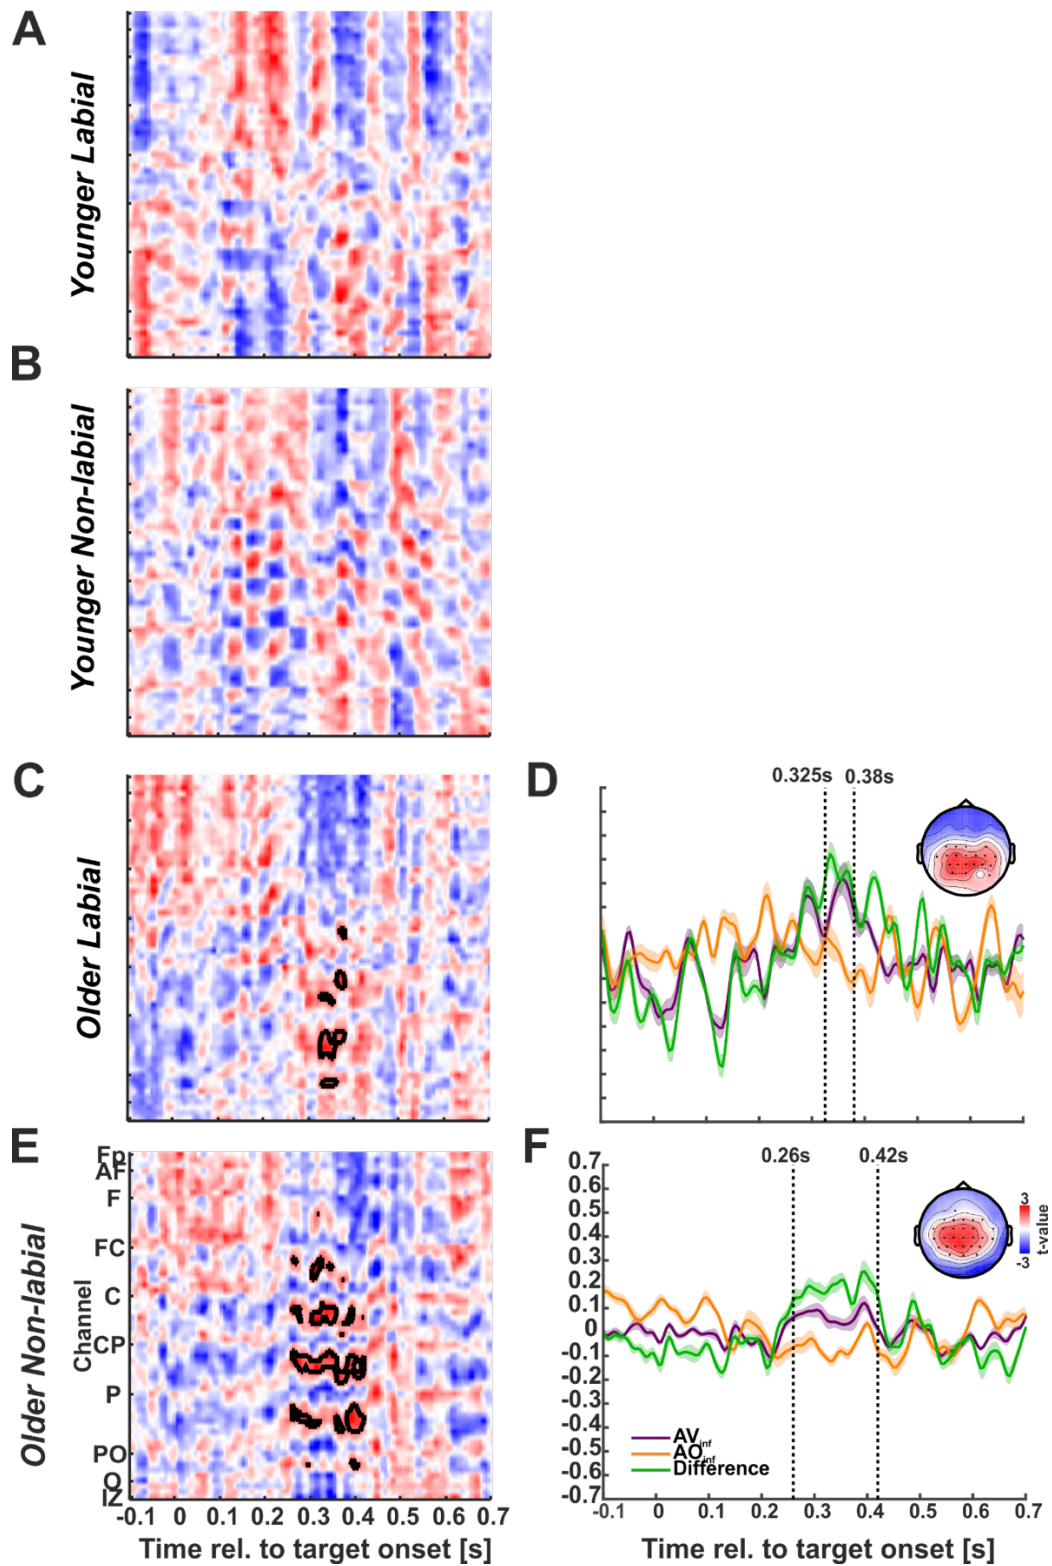 A
Younger Labial
B
Younger Non-labial
C
Older Labial
D
0.325s 0.38s
E
Older Non-labial
Channel
Fp
AF
F
FC
C
CP
P
PO
O
IZ
-0.1 0 0.1 0.2 0.3 0.4 0.5 0.6 0.7
Time rel. to target onset [s]
F
0.26s 0.42s
3
-3
t-value
0.7
0.6
0.5
0.4
0.3
0.2
0.1
0
-0.1
-0.2
-0.3
-0.4
-0.5
-0.6
-0.7
AVinf
AOinf
Difference
-0.1 0 0.1 0.2 0.3 0.4 0.5 0.6 0.7
Time rel. to target onset [s]